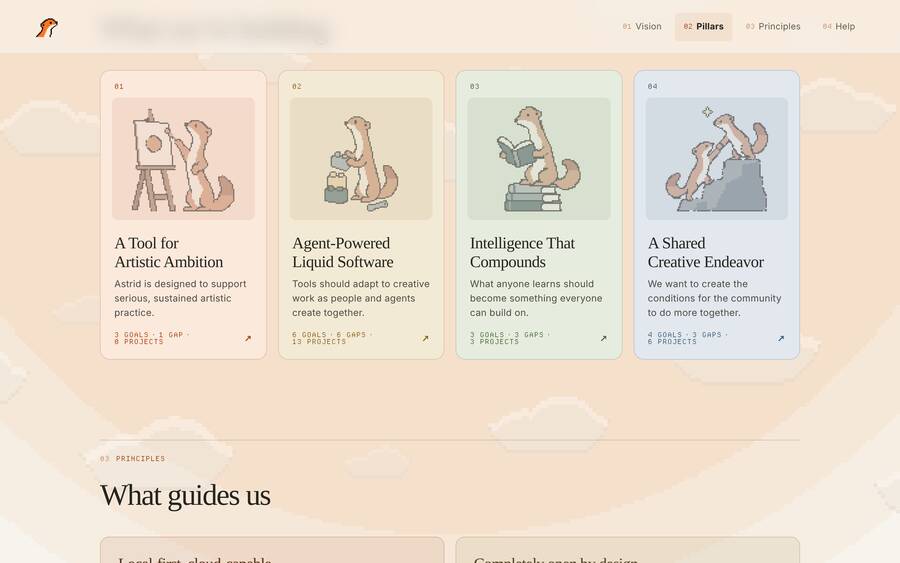 01 Vision
02 Pillars
03 Principles
04 Help
01
A Tool for
Artistic Ambition
Astrid is designed to support
serious, sustained artistic
practice.
3 GOALS · 1 GAP ·
8 PROJECTS
02
Agent-Powered
Liquid Software
Tools should adapt to creative
work as people and agents
create together.
6 GOALS · 6 GAPS ·
13 PROJECTS
03
Intelligence That
Compounds
What anyone learns should
become something everyone
can build on.
3 GOALS · 3 GAPS ·
3 PROJECTS
04
A Shared
Creative Endeavor
We want to create the
conditions for the community
to do more together.
4 GOALS · 3 GAPS ·
6 PROJECTS
03 PRINCIPLES
What guides us
Local-first, cloud-capable
Completely open by design